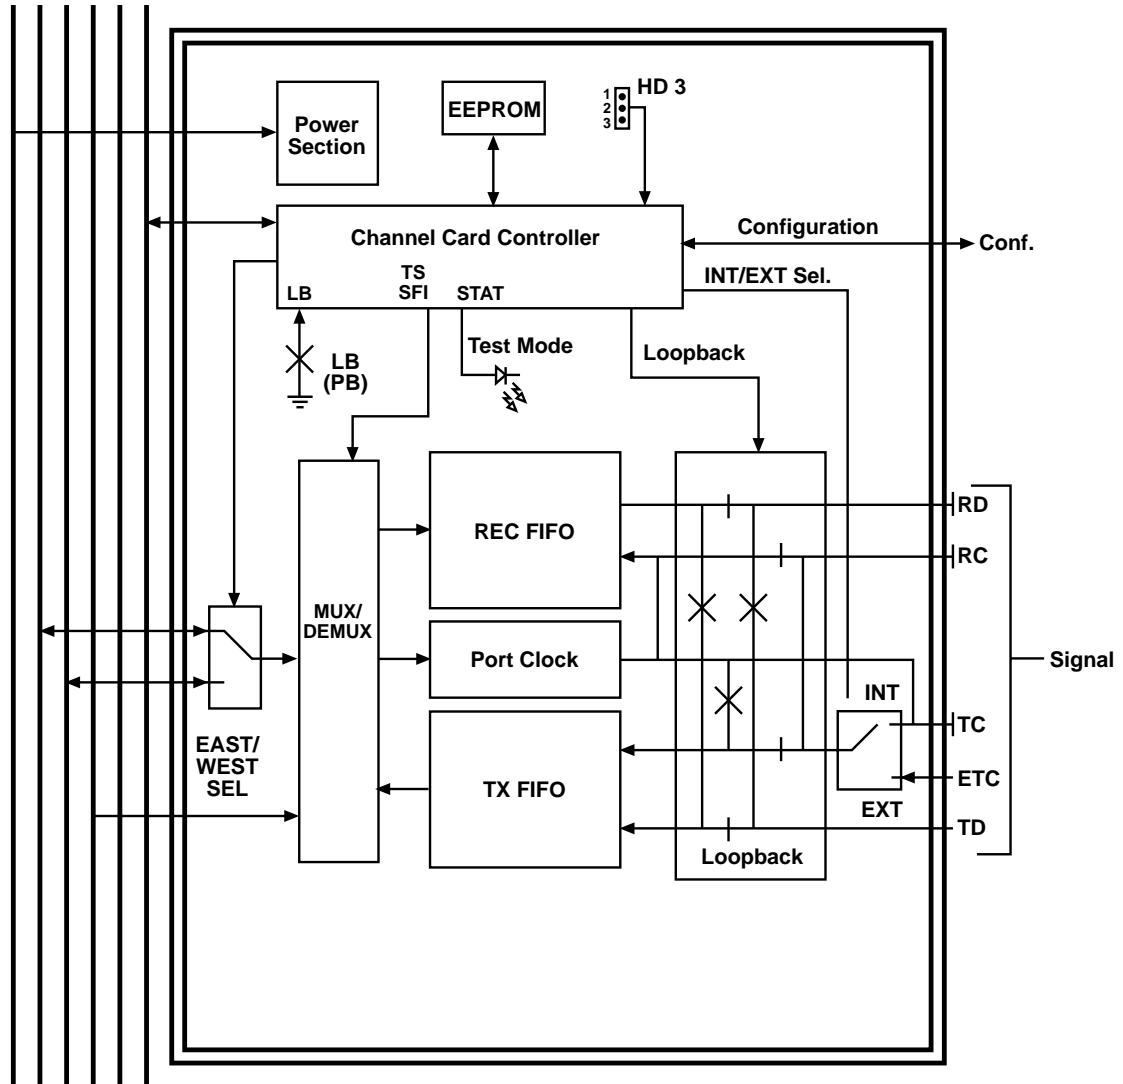 Power
Section
EEPROM
1
2
3
HD 3
Channel Card Controller
TS
SFI
LB
STAT
Configuration
Conf.
INT/EXT Sel.
LB
(PB)
Test Mode
Loopback
REC FIFO
RD
RC
MUX/
DEMUX
Port Clock
Signal
INT
TC
EAST/
WEST
SEL
TX FIFO
ETC
EXT
TD
Loopback